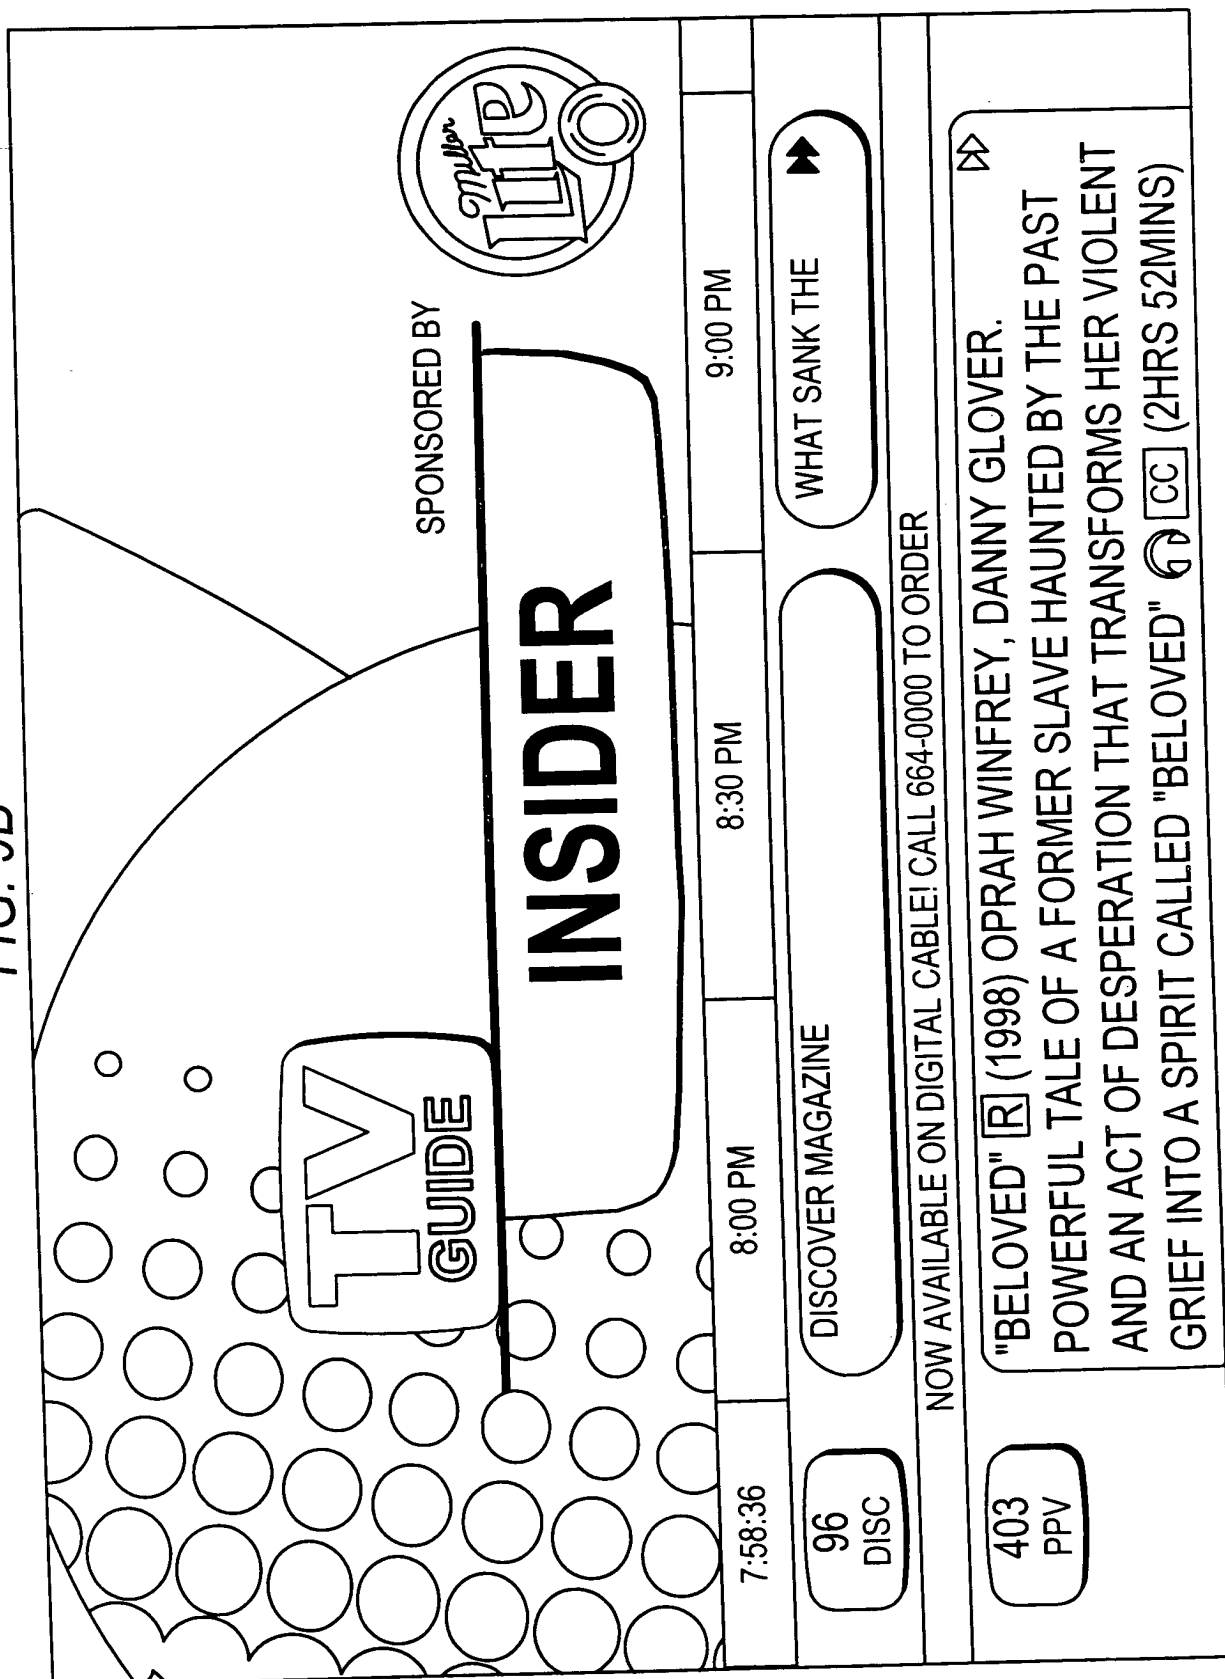 TV
GUIDE
INSIDER
SPONSORED BY
Miller
Lite
7:58:36
8:00 PM
8:30 PM
9:00 PM
96
DISC
DISCOVER MAGAZINE
WHAT SANK THE
NOW AVAILABLE ON DIGITAL CABLE! CALL 664-0000 TO ORDER
403
PPV
"BELOVED" R (1998) OPRAH WINFREY, DANNY GLOVER.
POWERFUL TALE OF A FORMER SLAVE HAUNTED BY THE PAST
AND AN ACT OF DESPERATION THAT TRANSFORMS HER VIOLENT
GRIEF INTO A SPIRIT CALLED "BELOVED" CC (2HRS 52MINS)